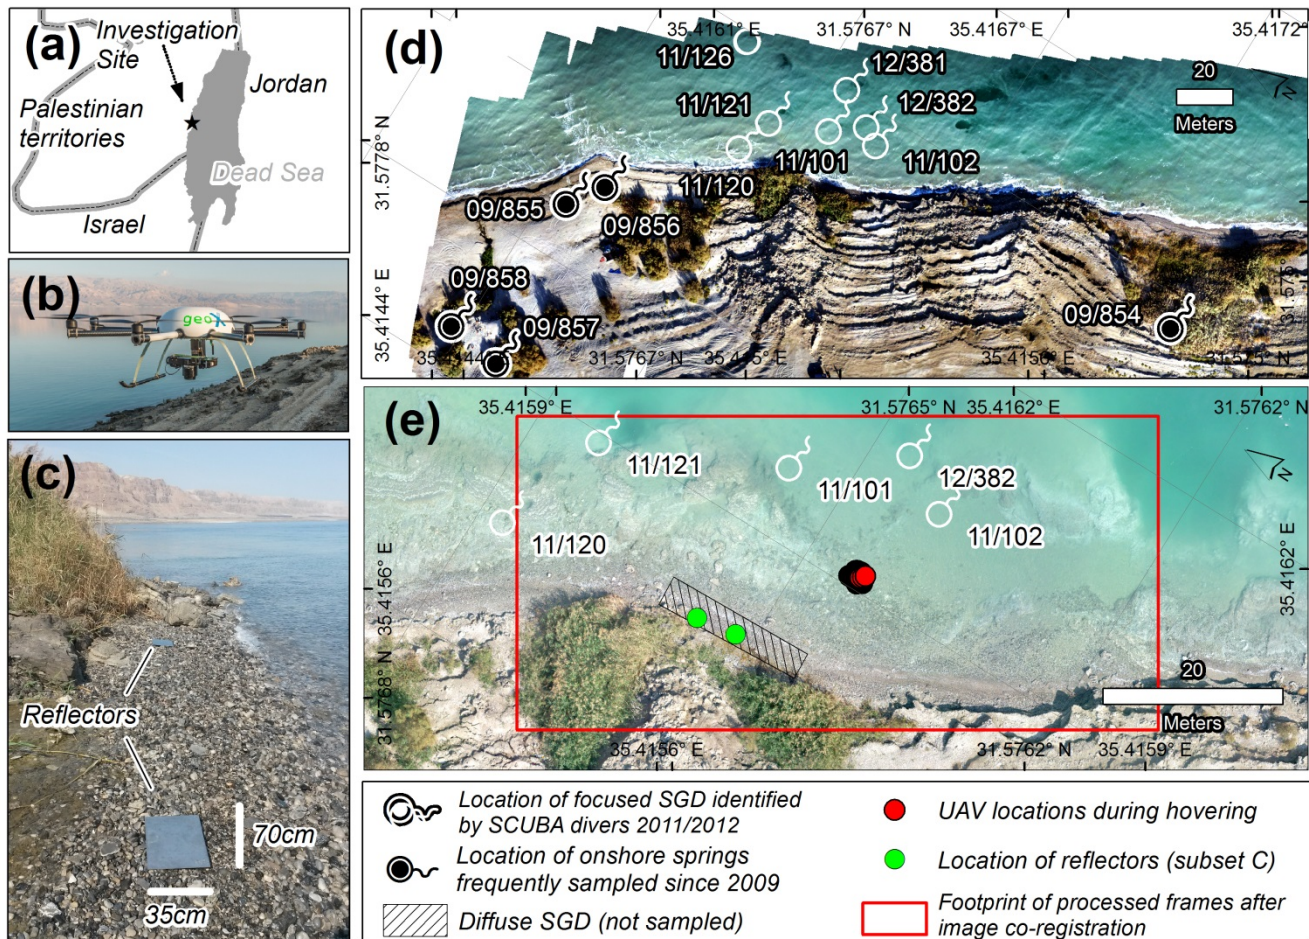 (a)
Investigation
Site
Jordan
Palestinian
territories
Dead Sea
Israel
(b)
geo
(c)
Reflectors
70cm
35cm
(d)
35.4161° E
31.5767° N
35.4167° E
35.4172°
11/126
12/381
20
Meters
N
11/121
12/382
31.5778° N
11/101
11/102
11/120
09/855
09/856
09/858
09/857
09/854
35.4144° E
31.5767° N
35.4156° E
(e)
35.4159° E
31.5765° N
35.4162° E
31.5762° N
N
11/121
11/101
12/382
11/120
11/102
35.4156° E
35.4162° E
31.5768° N
20
Meters
35.4156° E
31.5762° N
35.4159° E
Location of focused SGD identified
by SCUBA divers 2011/2012
Location of onshore springs
frequently sampled since 2009
Diffuse SGD (not sampled)
UAV locations during hovering
Location of reflectors (subset C)
Footprint of processed frames after
image co-registration